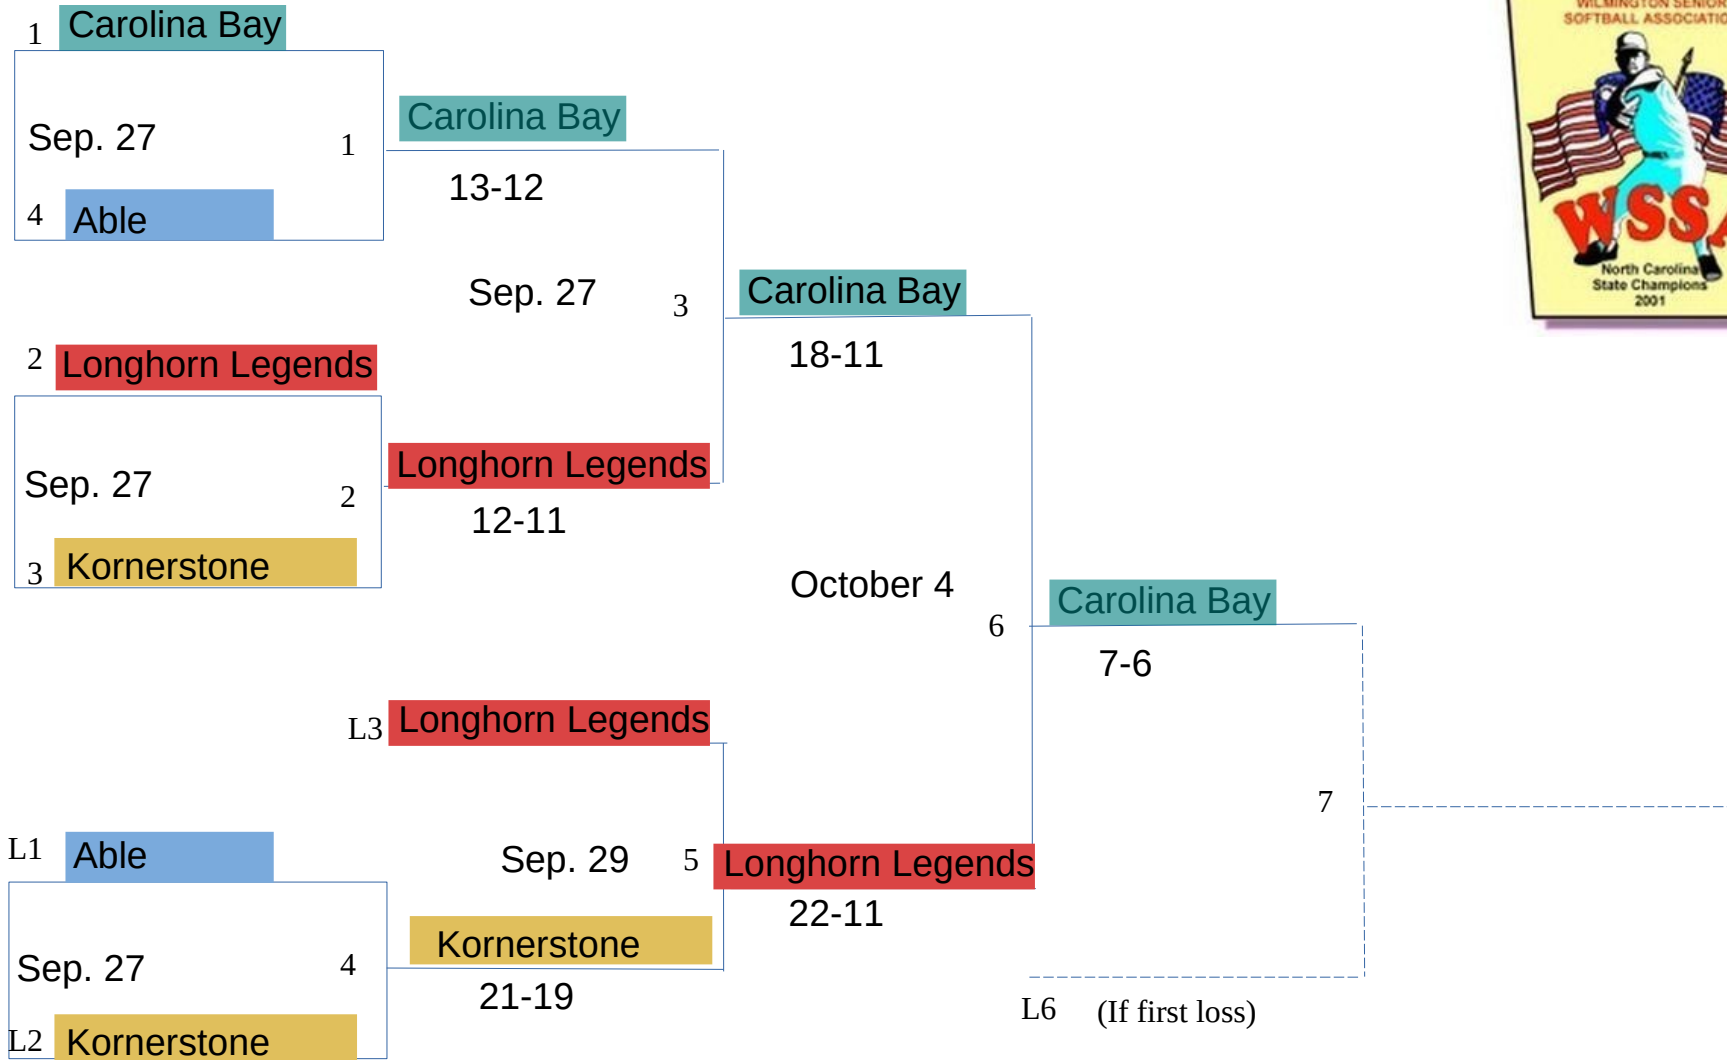 WILMINGTON SENIOR
SOFTBALL ASSOCIATIO
WSSA
North Carolina
State Champions
2001
1 Carolina Bay
Sep. 27 1
4 Able
Carolina Bay
13-12
Sep. 27 3
2 Longhorn Legends
Sep. 27 2
3 Kornerstone
Longhorn Legends
12-11
Carolina Bay
18-11
October 4
6
Carolina Bay
7-6
L3 Longhorn Legends
L1 Able
Sep. 27 4
L2 Kornerstone
Sep. 29 5
Kornerstone
21-19
Longhorn Legends
22-11
7
L6 (If first loss)